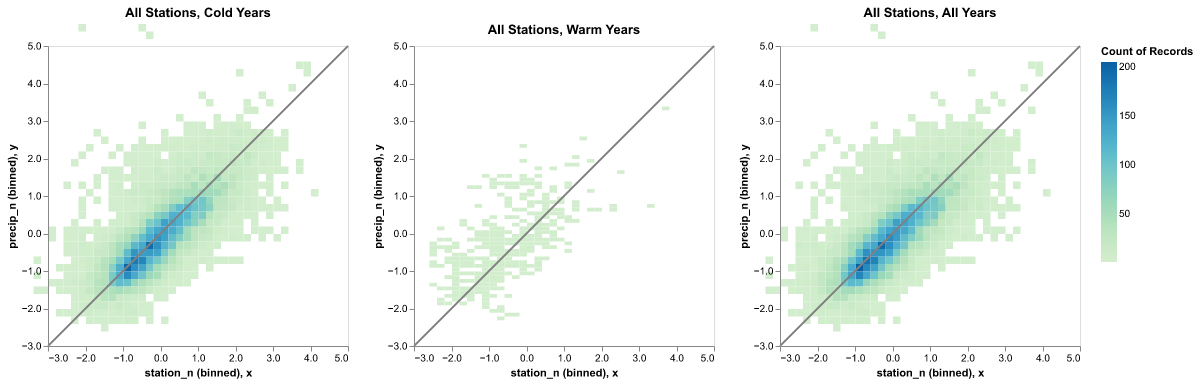 All Stations, Cold Years
5.0
4.0
3.0
2.0
1.0
0.0
−1.0
−2.0
−3.0
precip_n (binned), y
−3.0 −2.0 −1.0 0.0 1.0 2.0 3.0 4.0 5.0
station_n (binned), x
All Stations, Warm Years
5.0
4.0
3.0
2.0
1.0
0.0
−1.0
−2.0
−3.0
precip_n (binned), y
−3.0 −2.0 −1.0 0.0 1.0 2.0 3.0 4.0 5.0
station_n (binned), x
All Stations, All Years
5.0
4.0
3.0
2.0
1.0
0.0
−1.0
−2.0
−3.0
precip_n (binned), y
−3.0 −2.0 −1.0 0.0 1.0 2.0 3.0 4.0 5.0
station_n (binned), x
Count of Records
200
150
100
50